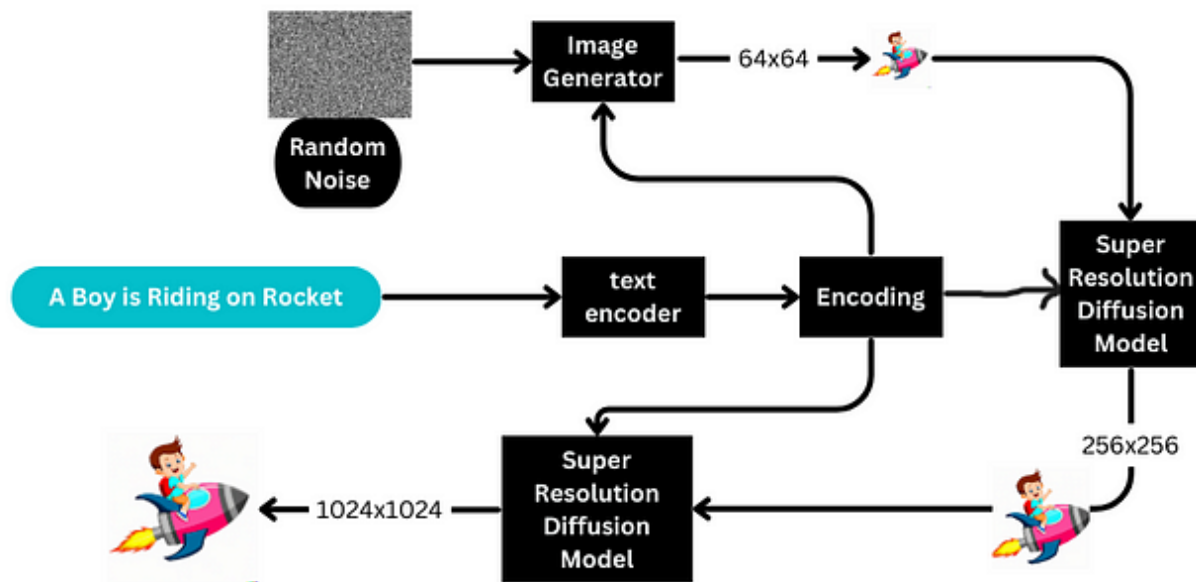 Image
Generator
64x64
Random
Noise
A Boy is Riding on Rocket
text
encoder
Encoding
Super
Resolution
Diffusion
Model
256x256
Super
Resolution
Diffusion
Model
1024x1024